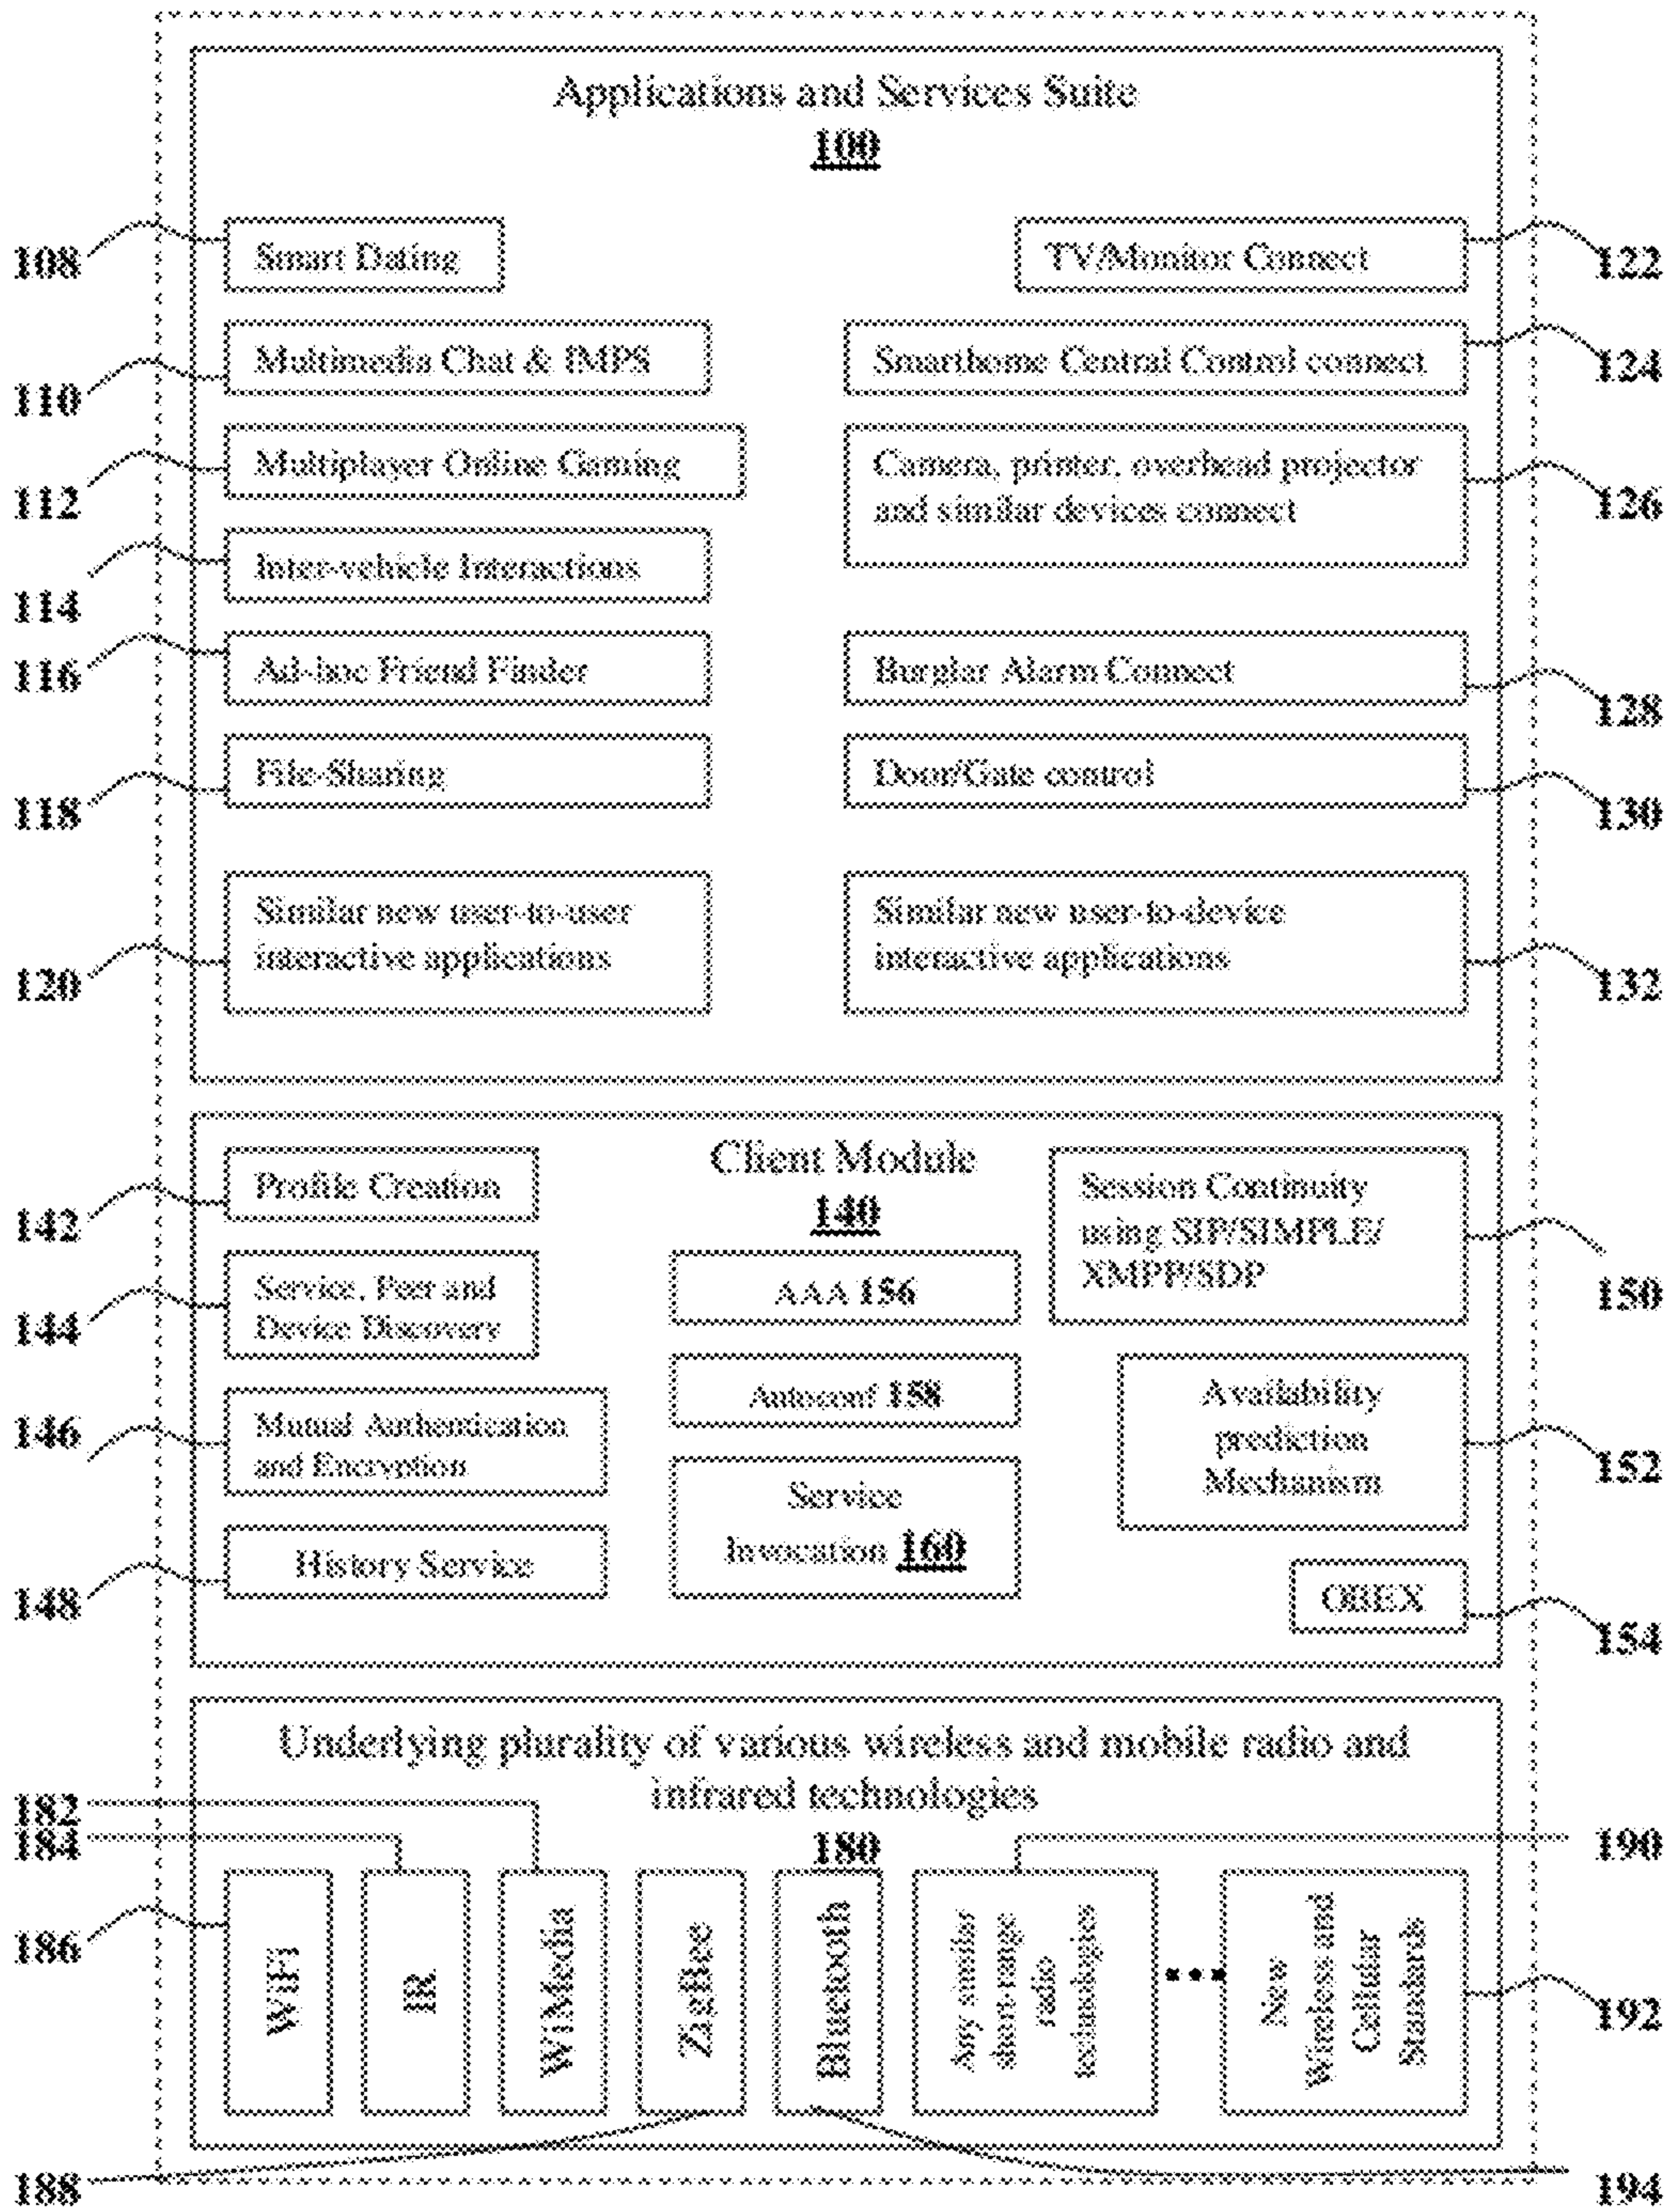 Applications and Services Suite
100
108
Smart Dating
TV/Monitor Connect
122
110
Multimedia Chat & IMPS
Smarthome Central Control connect
124
112
Multiplayer Online Gaming
Camera, printer, overhead projector
and similar devices connect
126
114
Inter-vehicle Interactions
116
Ad-hoc Friend Finder
Burglar Alarm Connect
128
118
File-Sharing
Door/Gate control
130
120
Similar new user-to-user
interactive applications
Similar new user-to-device
interactive applications
132
Client Module
140
142
Profile Creation
144
Service, Peer and
Device Discovery
146
Mutual Authentication
and Encryption
148
History Service
AAA 156
Autoconf 158
Service
Invocation 160
Session Continuity
using SIP/SIMPLE/
XMPP/SDP
150
Availability
prediction
Mechanism
152
OBEX
154
Underlying plurality of various wireless and mobile radio and
infrared technologies
180
182
184
186
190
WiFi
IR
WiMedia
ZigBee
Bluetooth
Any similar
short-range
radio
technologies
...
New
Wireless and
Cellular
Standards
192
188
194